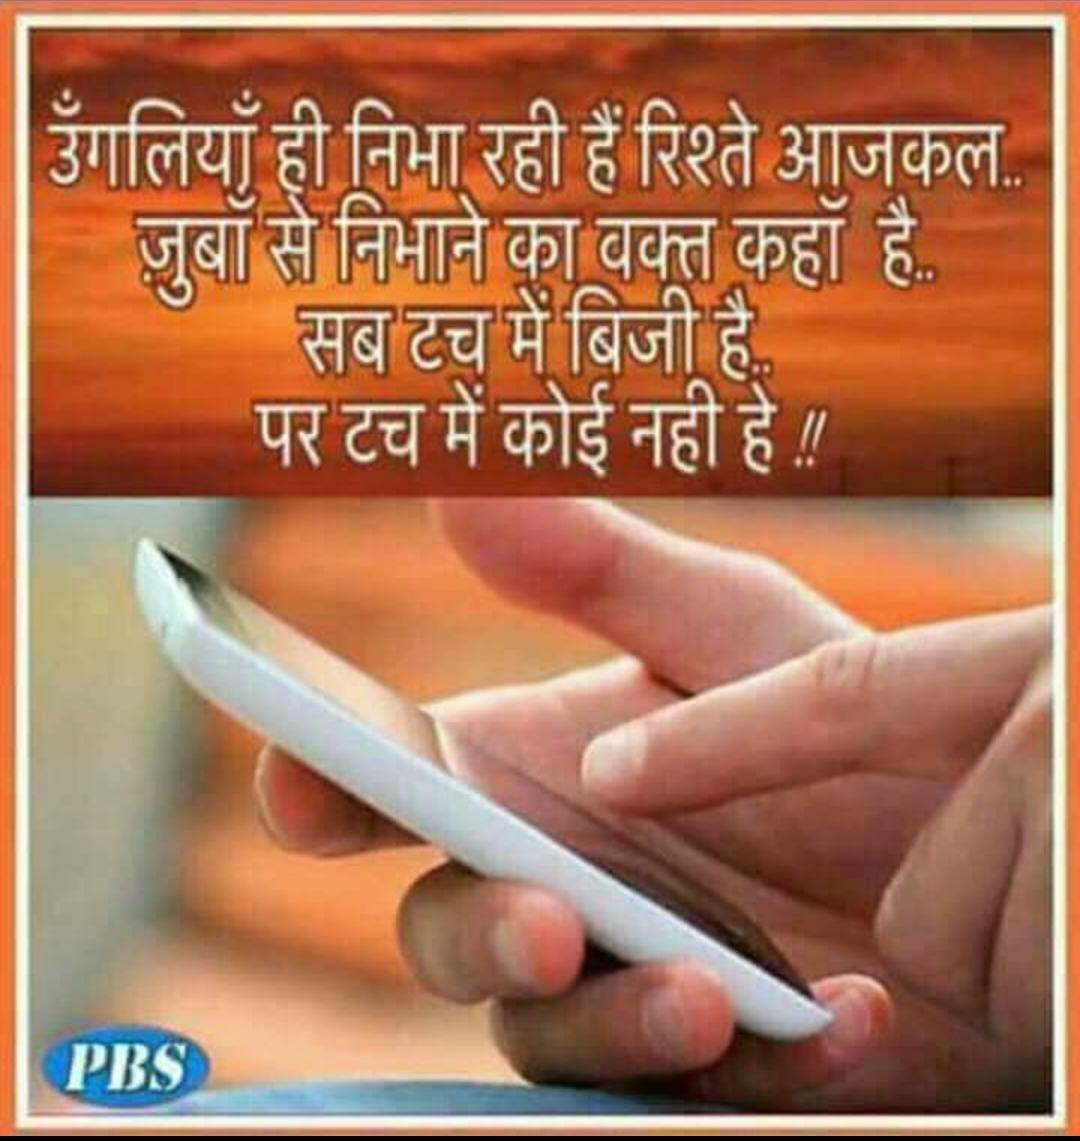 उँगलियाँ ही निभा रही हैं रिश्ते आजकल..
ज़ुबाँ से निभाने का वक्त कहाँ है..
सब टच में बिजी है..
पर टच में कोई नही हे !!
PBS